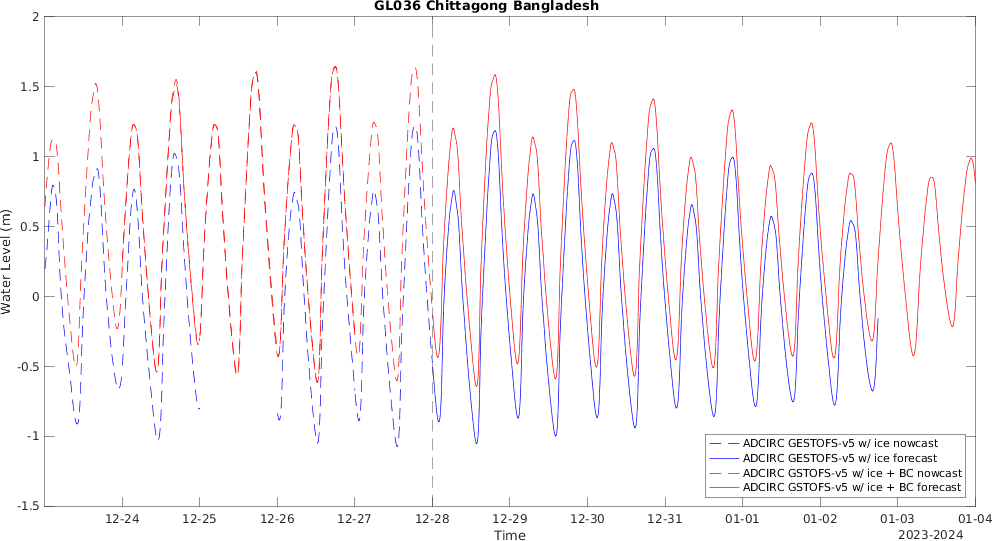 GL036 Chittagong Bangladesh
2
1.5
1
0.5
0
-0.5
-1
-1.5
Water Level (m)
12-24 12-25 12-26 12-27 12-28 12-29 12-30 12-31 01-01 01-02 01-03 01-04
Time
2023-2024
ADCIRC GESTOFS-v5 w/ ice nowcast
ADCIRC GESTOFS-v5 w/ ice forecast
ADCIRC GSTOFS-v5 w/ ice + BC nowcast
ADCIRC GSTOFS-v5 w/ ice + BC forecast